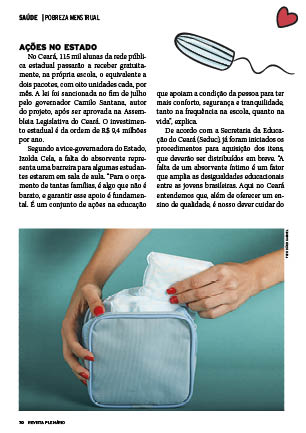 SAÚDE | POBREZA MENSTRUAL
AÇÕES NO ESTADO
No Ceará, 115 mil alunas da rede pública estadual passarão a receber gratuitamente, na própria escola, o equivalente a dois pacotes, com oito unidades cada, por mês. A lei foi sancionada no fim de julho pelo governador Camilo Santana, autor do projeto, após ser aprovada na Assembleia Legislativa do Ceará. O investimento estadual é da ordem de R$ 9,4 milhões por ano.
Segundo a vice-governadora do Estado, Izolda Cela, a falta do absorvente representa uma barreira para algumas estudantes estarem em sala de aula. "Para o orçamento de tantas famílias, é algo que não é barato, e garantir esse apoio é fundamental. É um conjunto de ações na educação
que apoiam a condição da pessoa para ter mais conforto, segurança e tranquilidade, tanto na frequência na escola, quanto na vida", explica.
De acordo com a Secretaria da Educação do Ceará (Seduc), já foram iniciados os procedimentos para aquisição dos itens, que deverão ser distribuídos em breve. "A falta de um absorvente íntimo é um fator que amplia as desigualdades educacionais entre as jovens brasileiras. Aqui no Ceará entendemos que, além de oferecer um ensino de qualidade, é nosso dever cuidar do
30 REVISTA PLENÁRIO